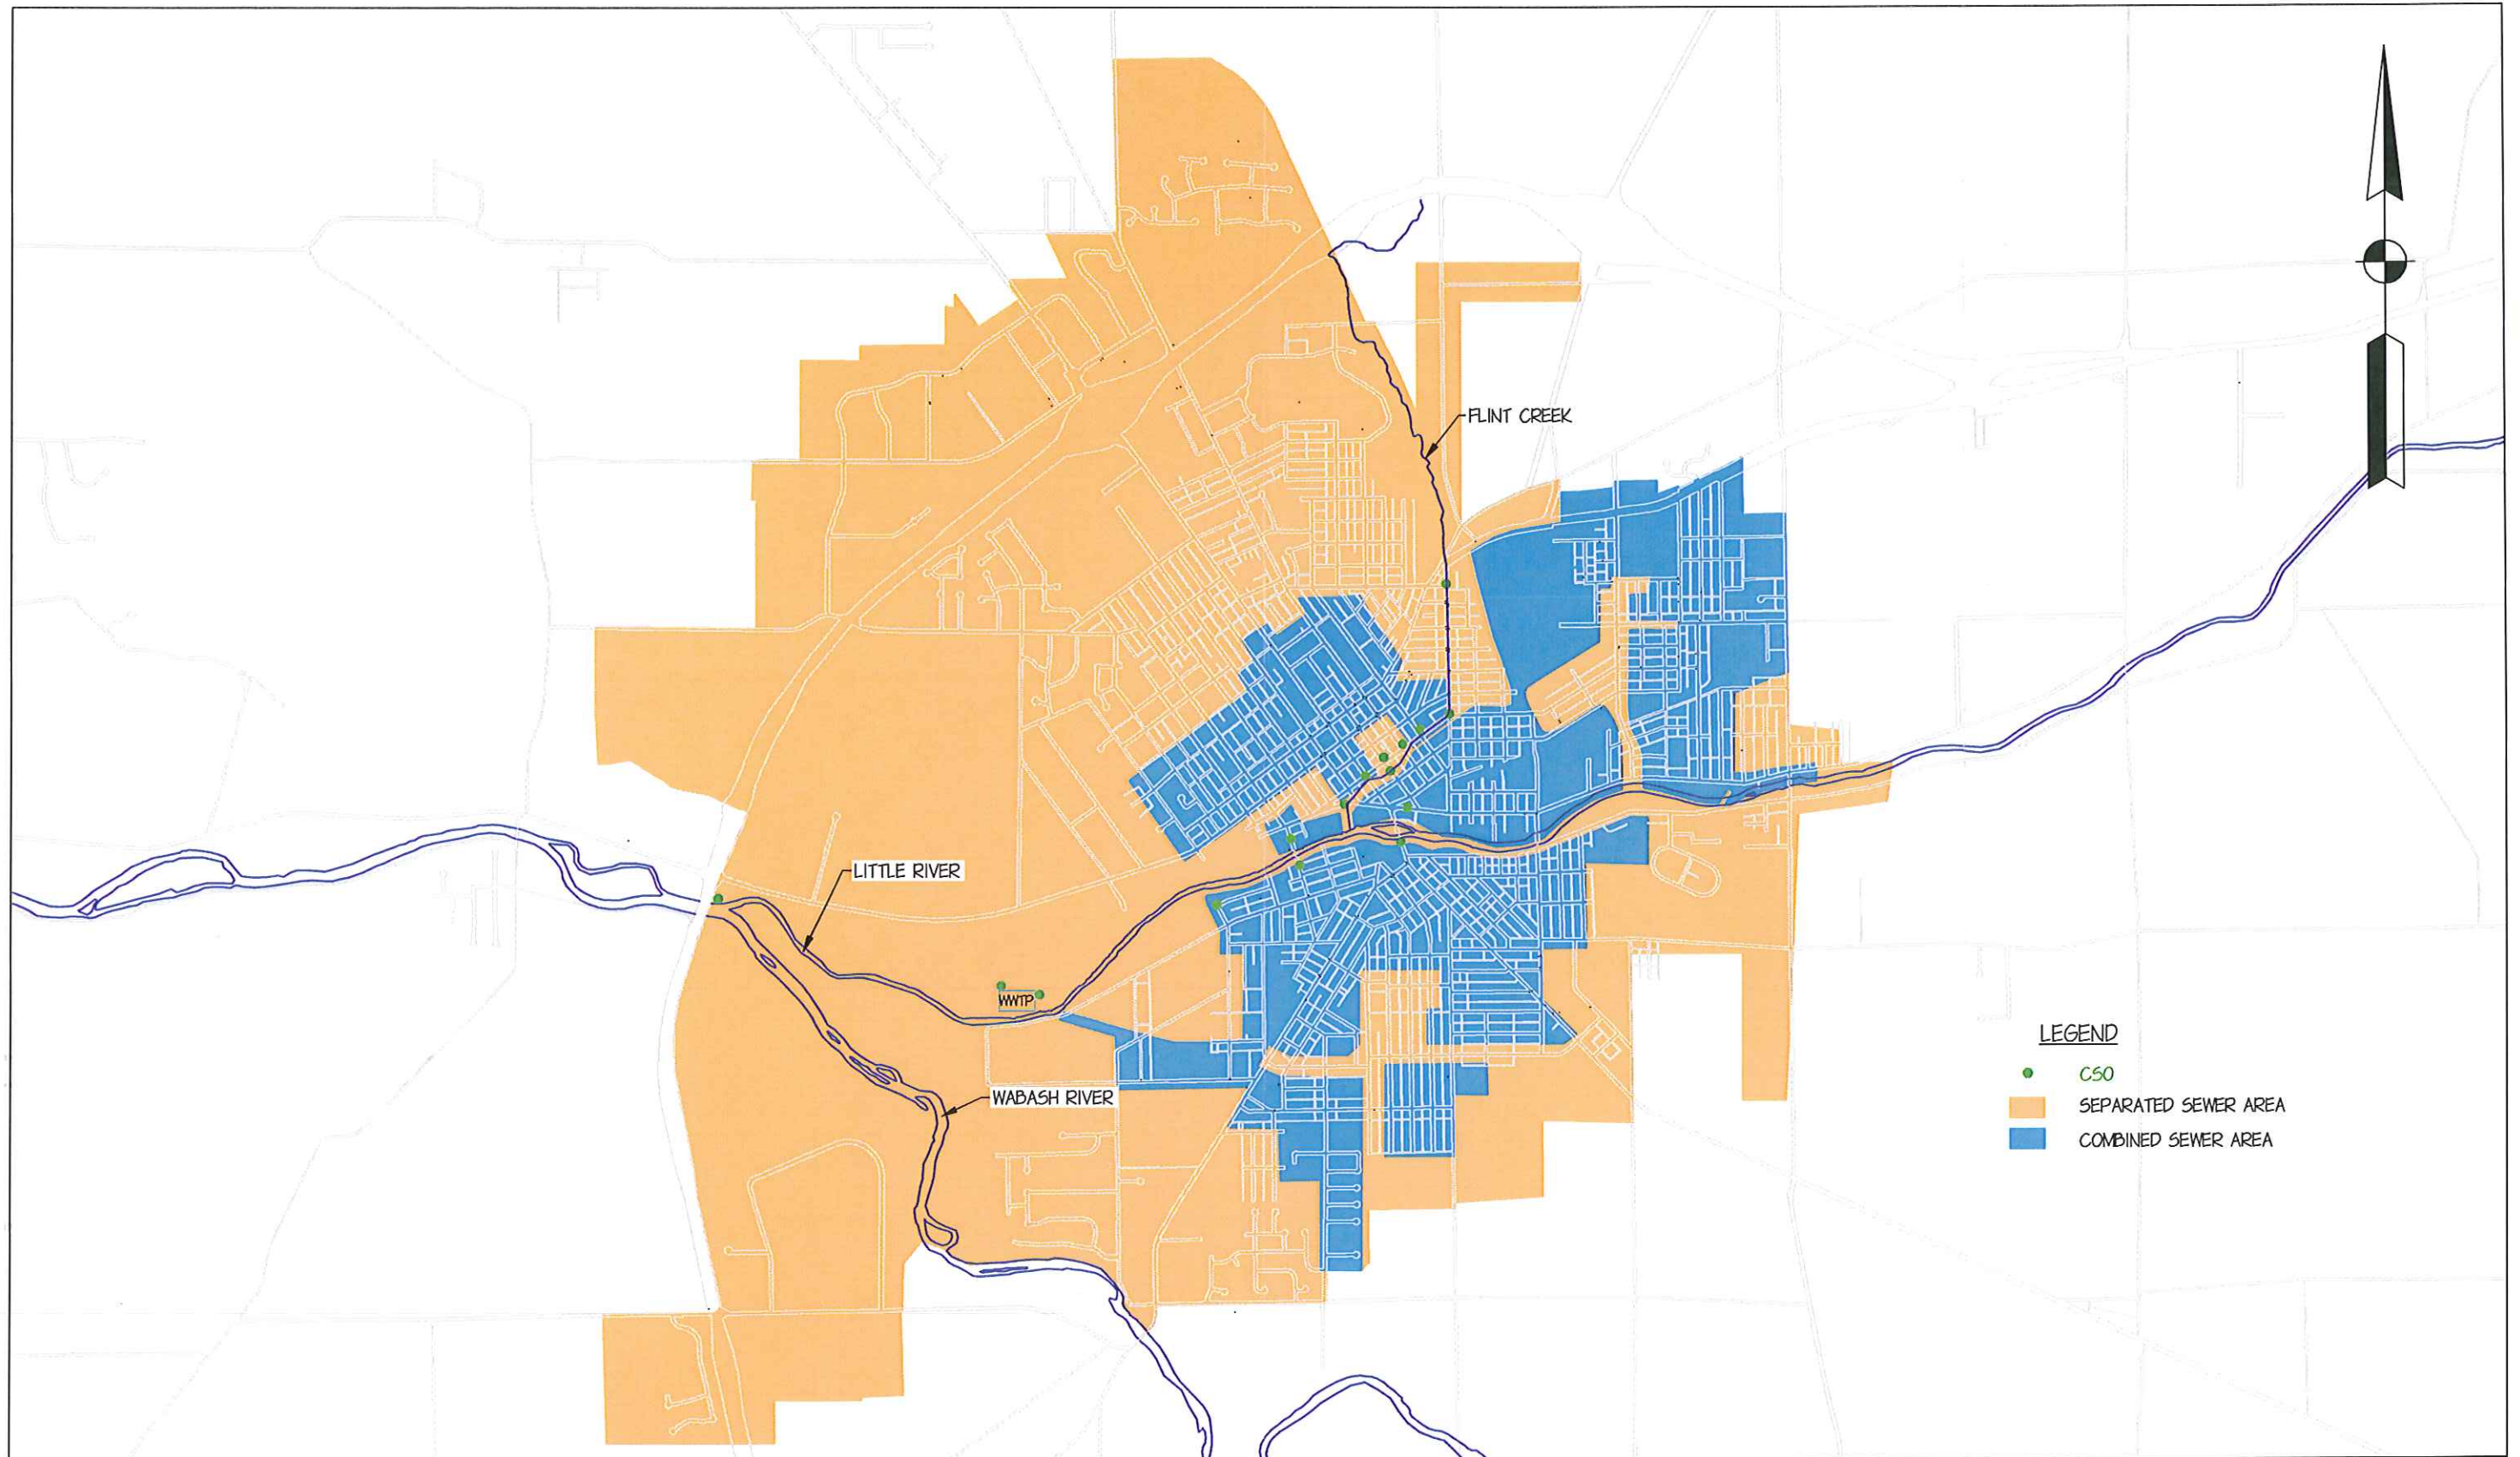 FLINT CREEK
LITTLE RIVER
WWTP
WABASH RIVER
LEGEND
CSO
SEPARATED SEWER AREA
COMBINED SEWER AREA